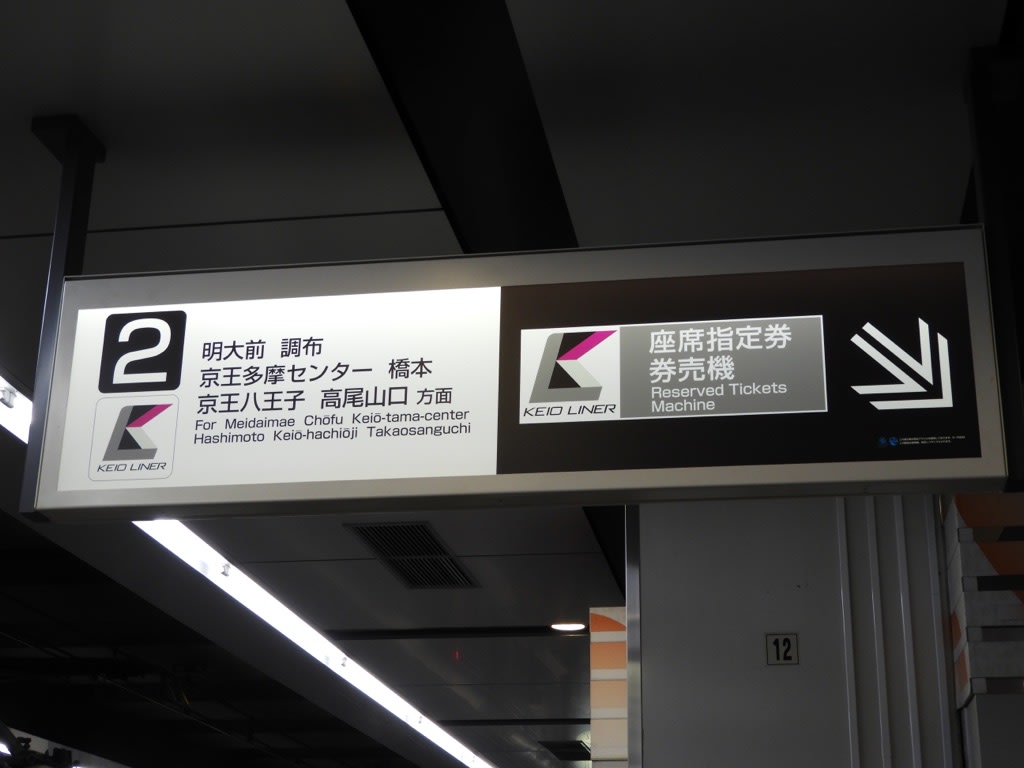 2
明大前 調布
京王多摩センター 橋本
京王八王子 高尾山口 方面
For Meidaimae Chōfu Keiō-tama-center
Hashimoto Keiō-hachiōji Takaosanguchi
KEIO LINER
KEIO LINER
座席指定券
券売機
Reserved Tickets
Machine
12